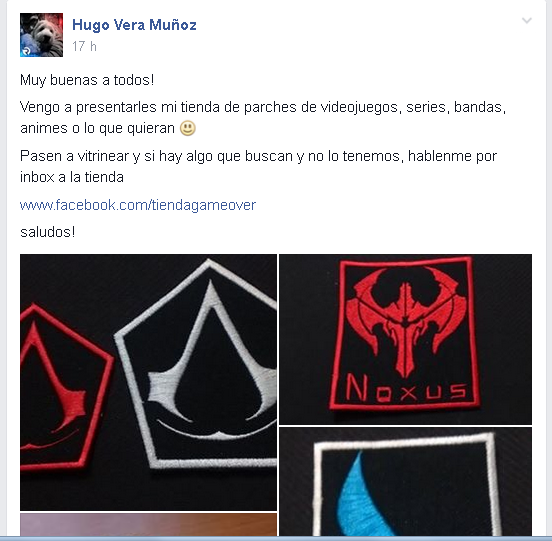 Hugo Vera Muñoz
17 h
Muy buenas a todos!
Vengo a presentarles mi tienda de parches de videojuegos, series, bandas,
animes o lo que quieran
Pasen a vitrinear y si hay algo que buscan y no lo tenemos, hablenme por
inbox a la tienda
www.facebook.com/tiendagameover
saludos!
Noxus